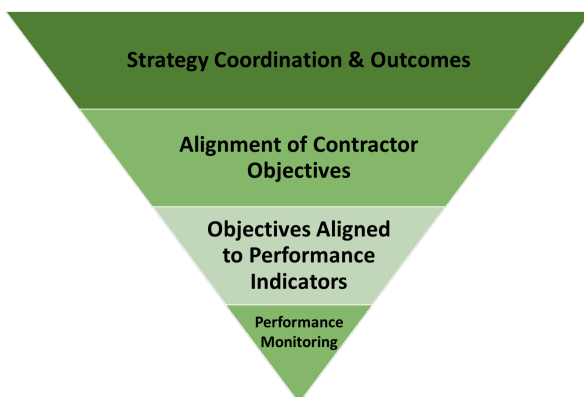 Strategy Coordination & Outcomes
Alignment of Contractor
Objectives
Objectives Aligned
to Performance
Indicators
Performance
Monitoring